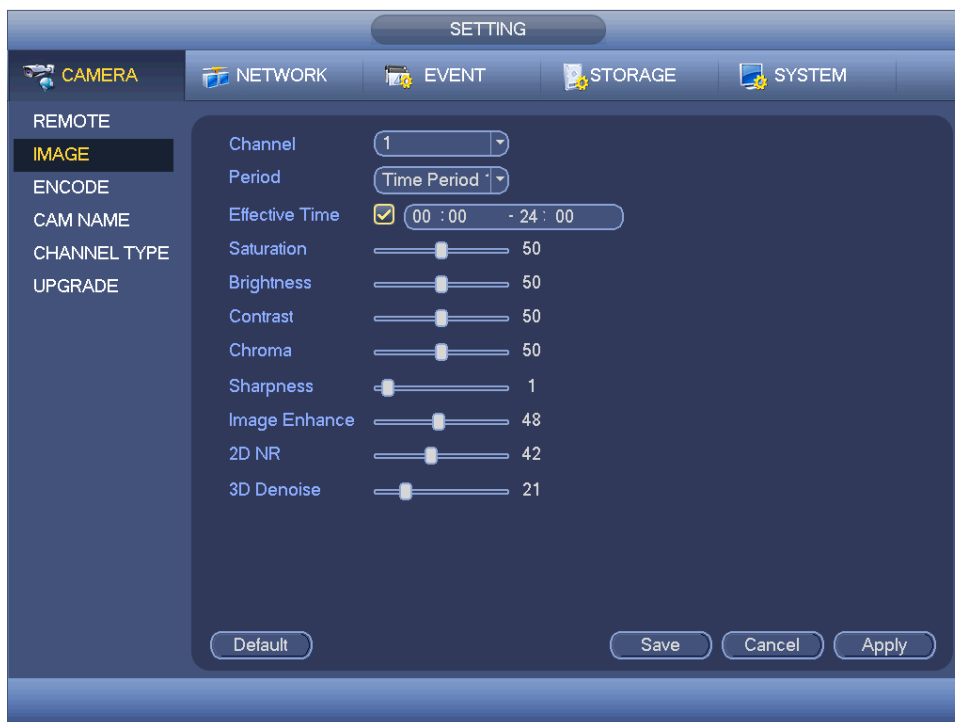 SETTING
CAMERA NETWORK EVENT STORAGE SYSTEM
REMOTE
IMAGE
ENCODE
CAM NAME
CHANNEL TYPE
UPGRADE
Channel 1
Period Time Period
Effective Time 00 :00 - 24 : 00
Saturation 50
Brightness 50
Contrast 50
Chroma 50
Sharpness 1
Image Enhance 48
2D NR 42
3D Denoise 21
Default Save Cancel Apply